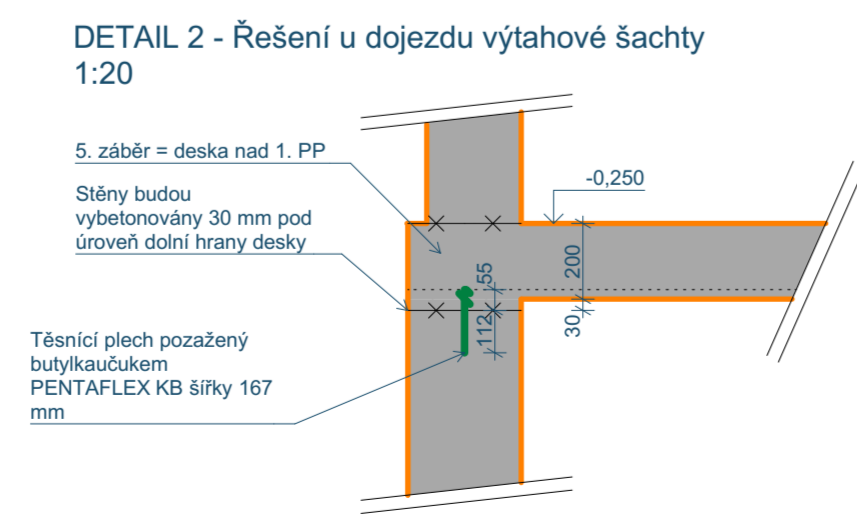 DETAIL 2 - Řešení u dojezdu výtahové šachty
1:20
5. záběr = deska nad 1. PP
Stěny budou
vybetonovány 30 mm pod
úroveň dolní hrany desky
-0,250
200
55
30
112
Těsnící plech pozažený
butylkaučukem
PENTAFLEX KB šířky 167
mm